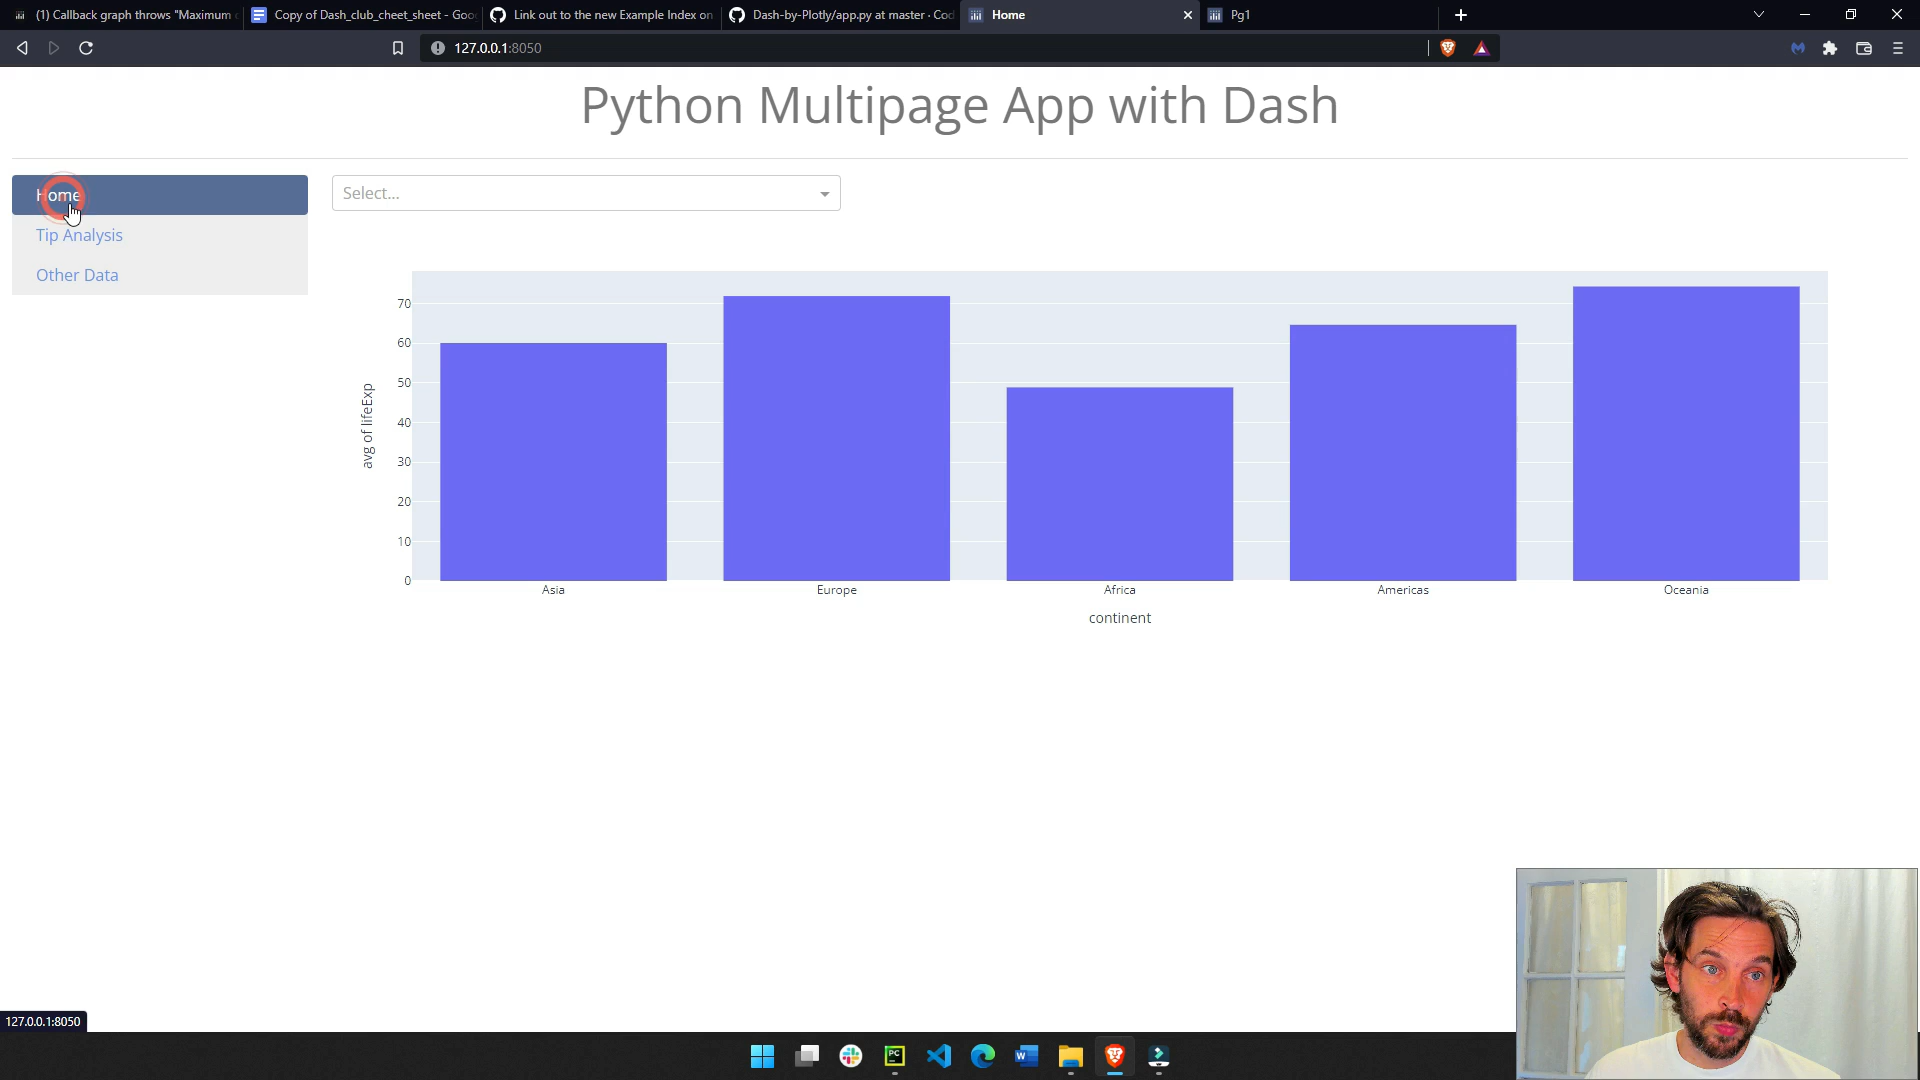 (1) Callback graph throws "Maximum
Copy of Dash_club_cheet_sheet - Goo
Link out to the new Example Index on
Dash-by-Plotly/app.py at master · Cod
Home
Pg1
127.0.0.1:8050
Python Multipage App with Dash
Home
Select...
Tip Analysis
Other Data
70
60
50
40
30
20
10
0
avg of lifeExp
Asia
Europe
Africa
Americas
Oceania
continent
127.0.0.1:8050
PC
W